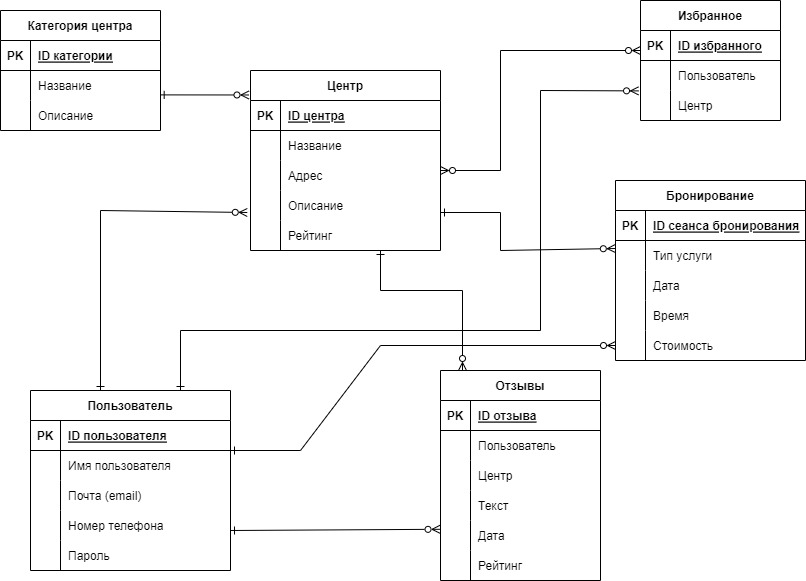 Категория центра
PK ID категории
Название
Описание
Центр
PK ID центра
Название
Адрес
Описание
Рейтинг
Избранное
PK ID избранного
Пользователь
Центр
Бронирование
PK ID сеанса бронирования
Тип услуги
Дата
Время
Стоимость
Пользователь
PK ID пользователя
Имя пользователя
Почта (email)
Номер телефона
Пароль
Отзывы
PK ID отзыва
Пользователь
Центр
Текст
Дата
Рейтинг